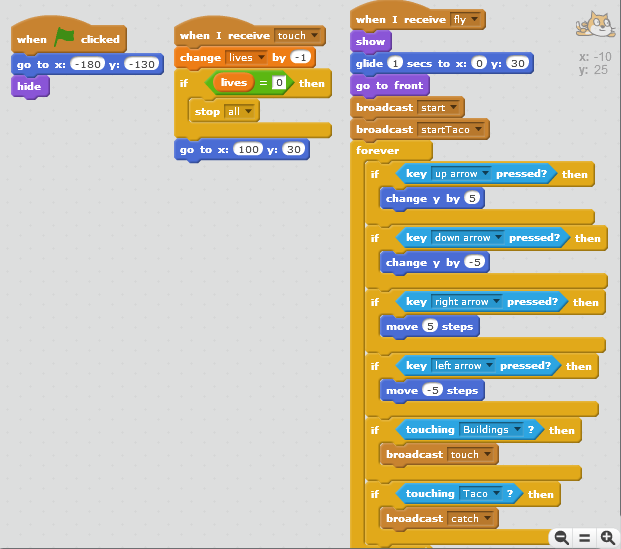 when clicked
go to x: -180 y: -130
hide
when I receive touch
change lives by -1
if lives = 0 then
stop all
go to x: 100 y: 30
when I receive fly
show
glide 1 secs to x: 0 y: 30
go to front
broadcast start
broadcast startTaco
forever
if key up arrow pressed? then
change y by 5
if key down arrow pressed? then
change y by -5
if key right arrow pressed? then
move 5 steps
if key left arrow pressed? then
move -5 steps
if touching Buildings ? then
broadcast touch
if touching Taco ? then
broadcast catch
x: -10
y: 25